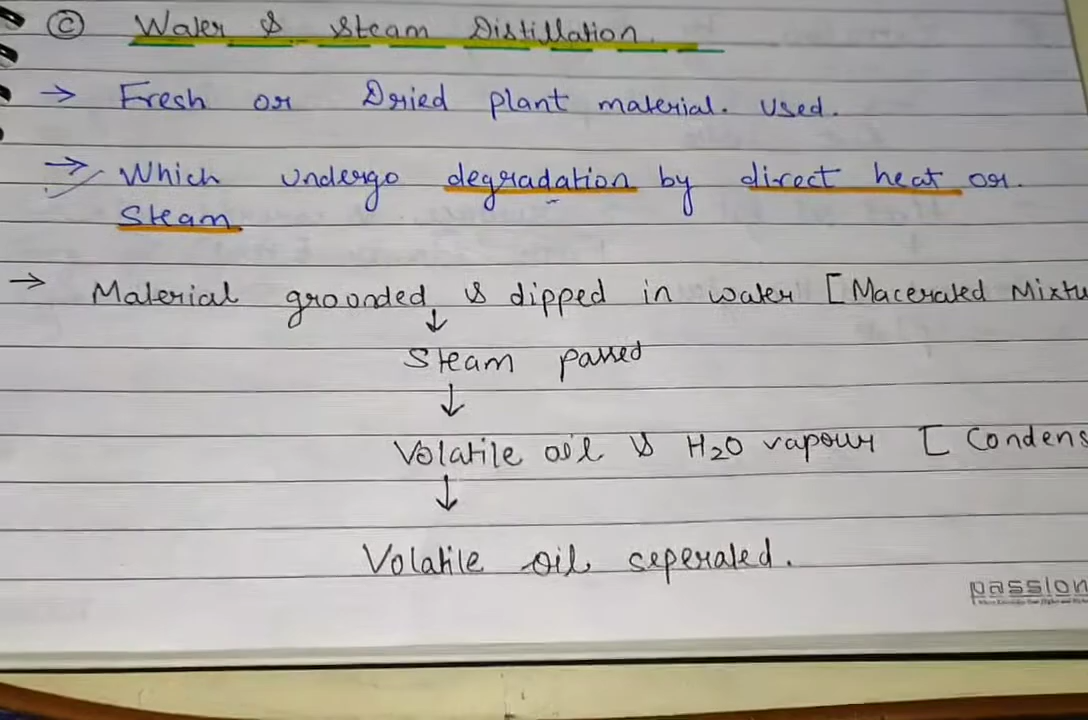 © Water & Steam Distillation
→ Fresh or Dried plant material. used.
→ Which undergo degradation by direct heat or
Steam
→ Material grounded & dipped in water [Macerated Mixtu
↓
Steam passed
↓
Volatile oil & H2O vapour [Condens
↓
Volatile oil seperated.
passion